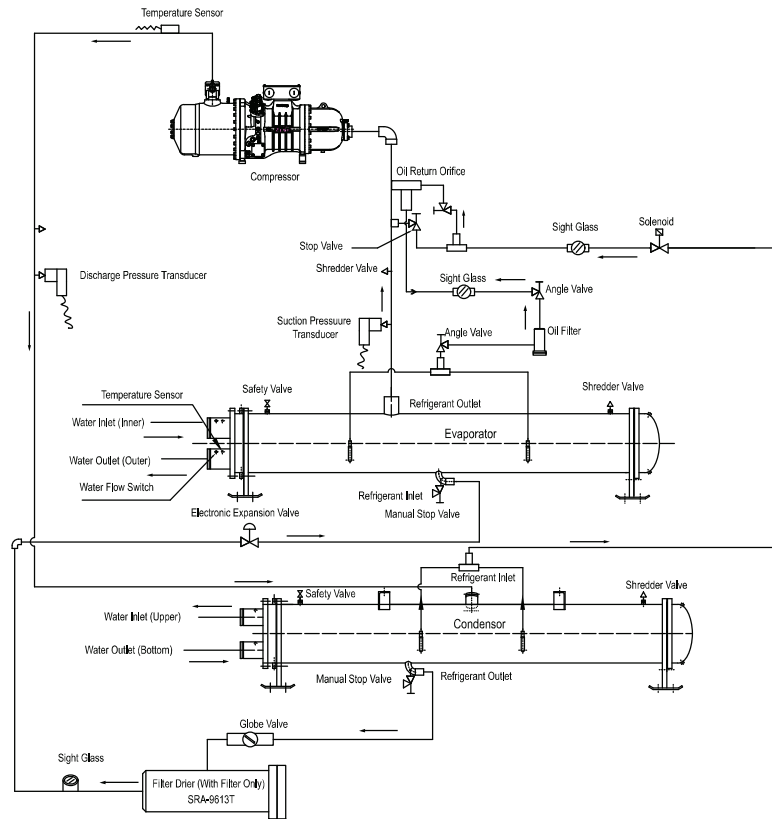 Temperature Sensor
Compressor
Oil Return Orifice
Solenoid
Sight Glass
Stop Valve
Shredder Valve
Discharge Pressure Transducer
Sight Glass
Angle Valve
Suction Pressuure
Transducer
Angle Valve
Oil Filter
Temperature Sensor
Safety Valve
Shredder Valve
Refrigerant Outlet
Water Inlet (Inner)
Evaporator
Water Outlet (Outer)
Water Flow Switch
Refrigerant Inlet
Electronic Expansion Valve
Manual Stop Valve
Refrigerant Inlet
Safety Valve
Shredder Valve
Water Inlet (Upper)
Condensor
Water Outlet (Bottom)
Manual Stop Valve
Refrigerant Outlet
Globe Valve
Sight Glass
Filter Drier (With Filter Only)
SRA-9613T